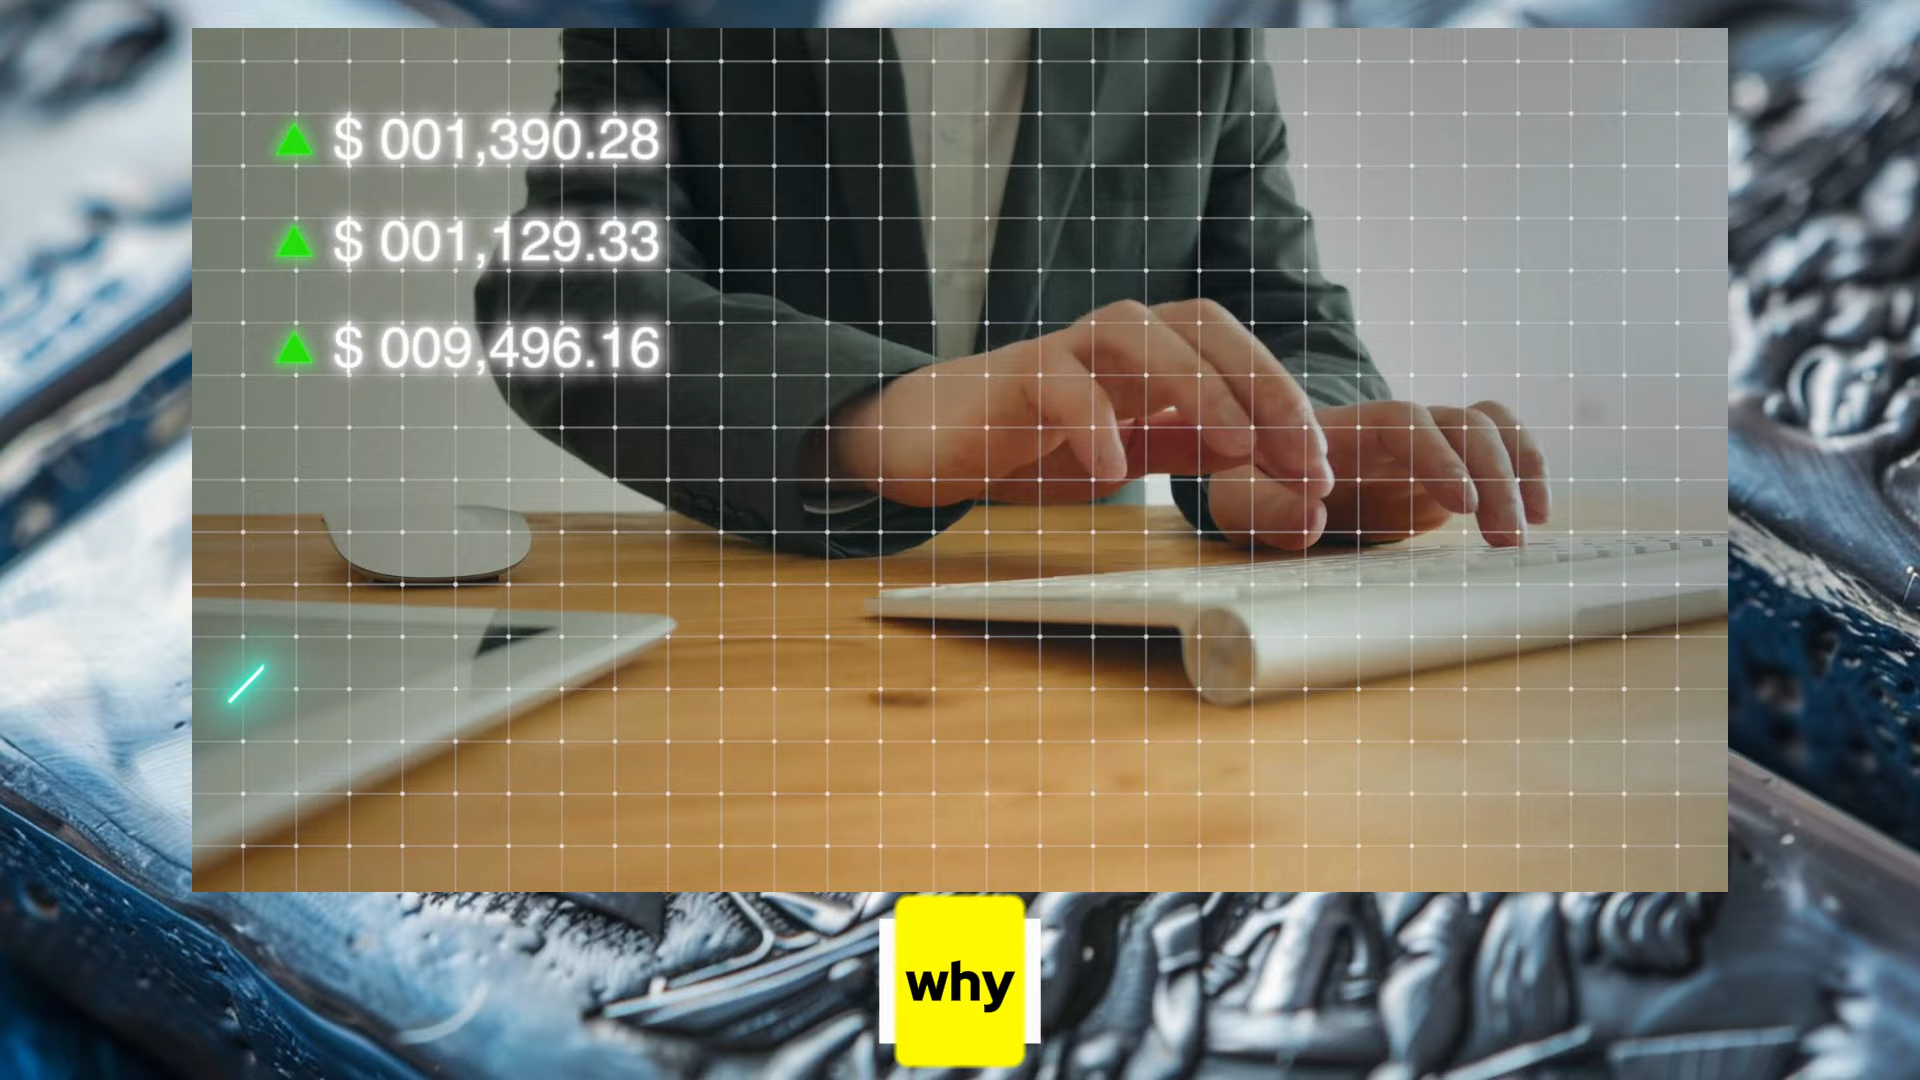 ▲ $ 001,390.28
▲ $ 001,129.33
▲ $ 009,496.16
why